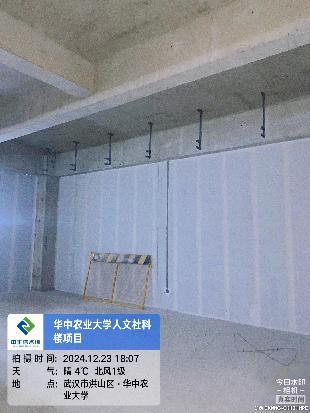 华中农业大学人文社科
楼项目
拍摄时间: 2024.12.23 18:07
天 气: 晴 4℃ 北风1级
地 点: 武汉市洪山区·华中农
业大学
今日水印
-相机-
真实时间